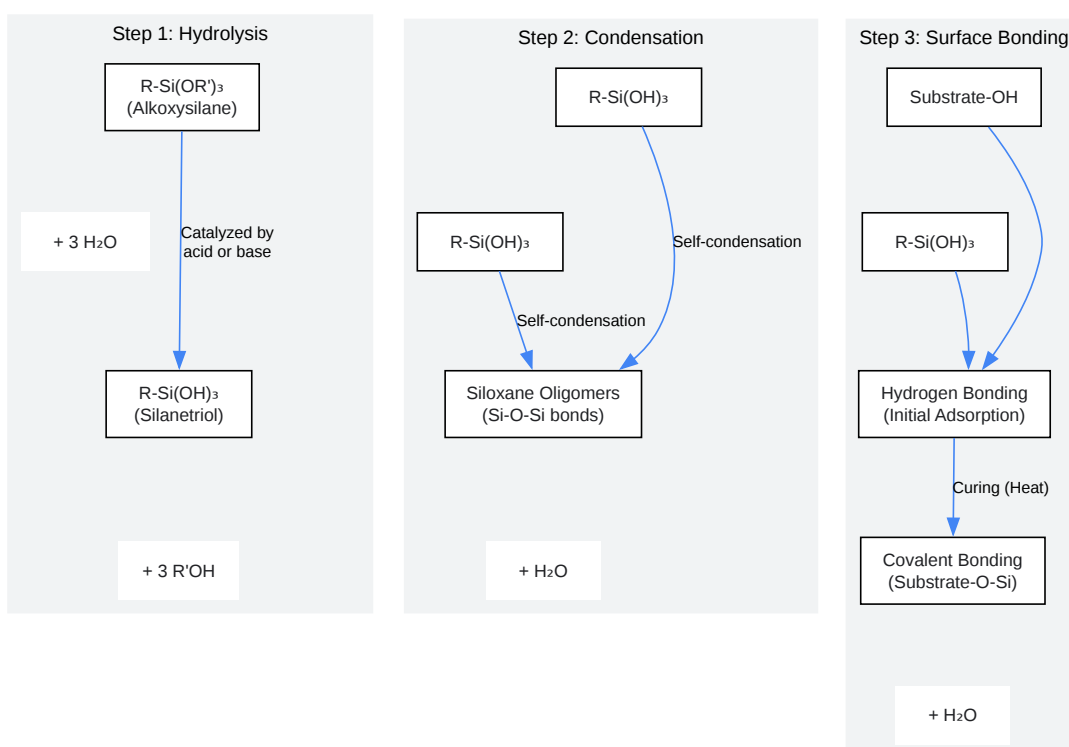 Step 1: Hydrolysis
R-Si(OR')₃
(Alkoxysilane)
+ 3 H₂O
Catalyzed by
acid or base
R-Si(OH)₃
(Silanetriol)
+ 3 R'OH
Step 2: Condensation
R-Si(OH)₃
R-Si(OH)₃
Self-condensation
Self-condensation
Siloxane Oligomers
(Si-O-Si bonds)
+ H₂O
Step 3: Surface Bonding
Substrate-OH
R-Si(OH)₃
Hydrogen Bonding
(Initial Adsorption)
Curing (Heat)
Covalent Bonding
(Substrate-O-Si)
+ H₂O